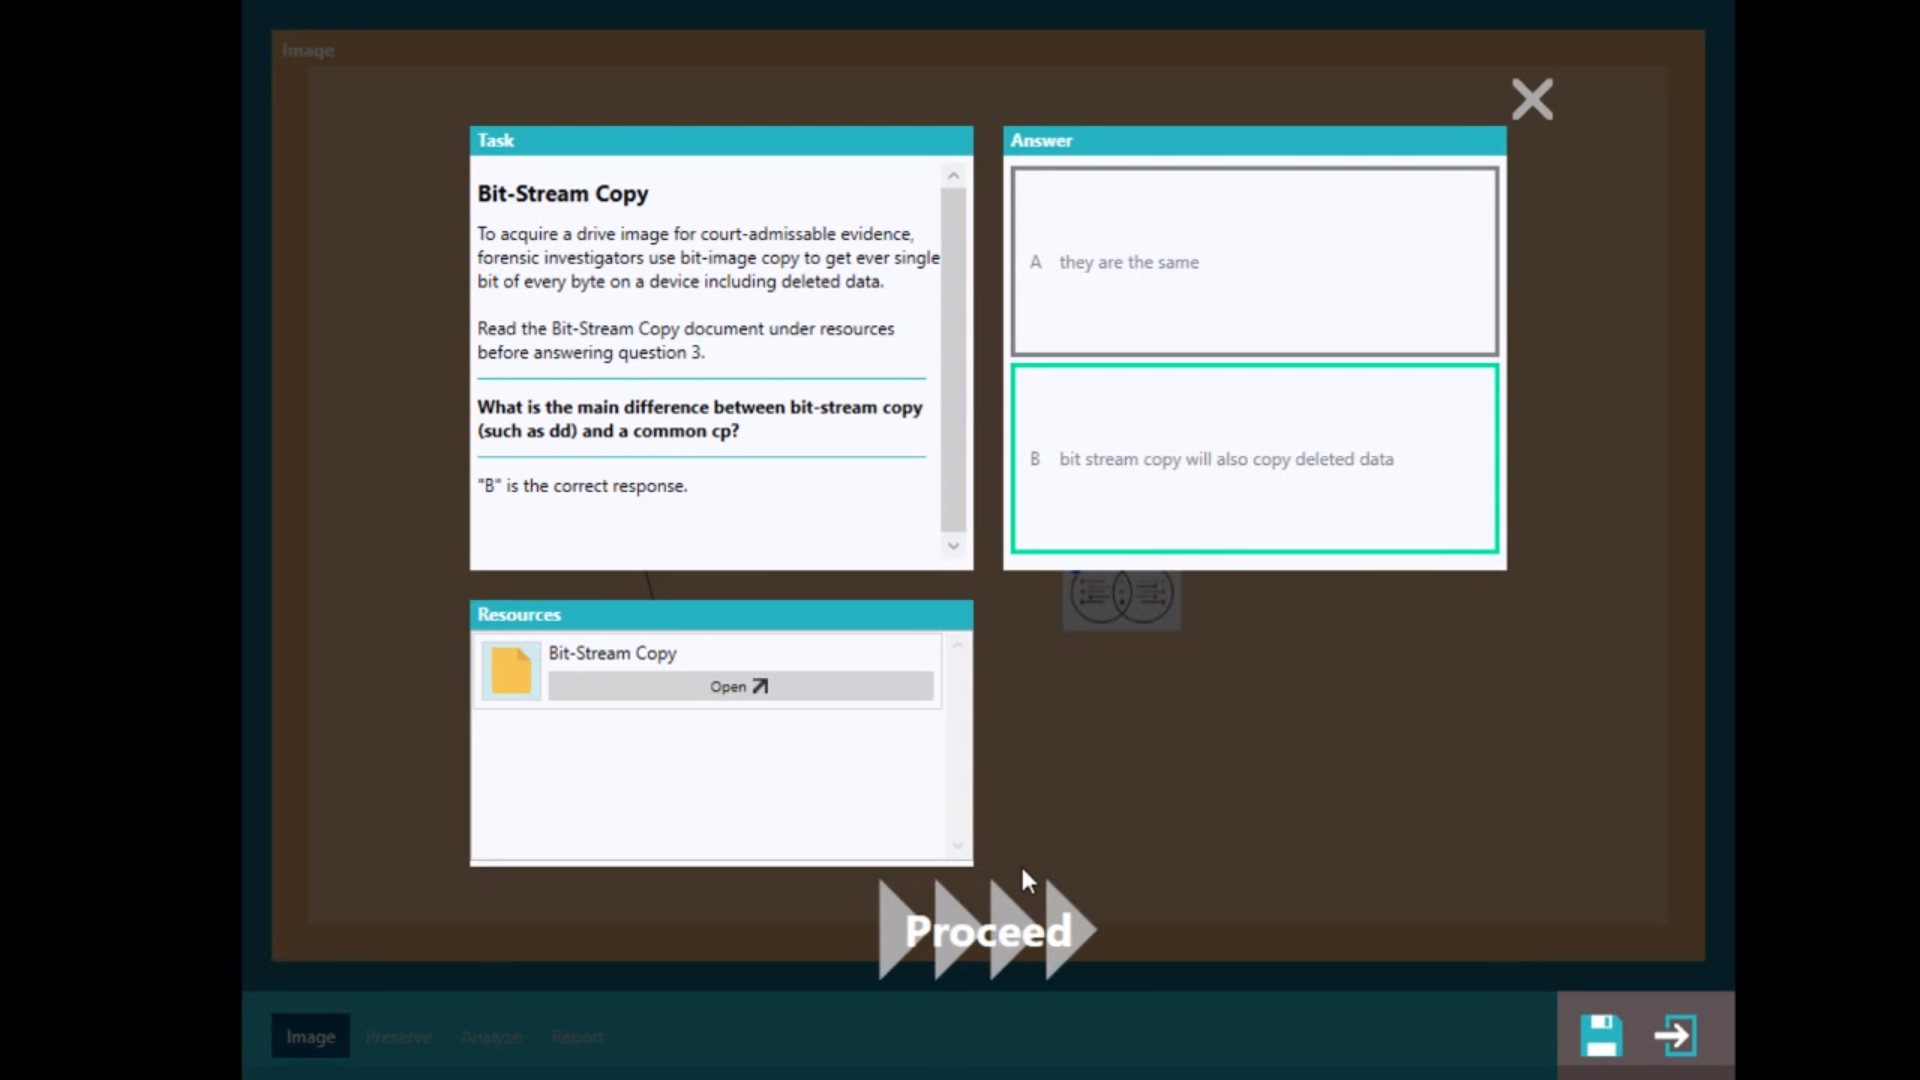 Image
Task
Bit-Stream Copy
To acquire a drive image for court-admissable evidence,
forensic investigators use bit-image copy to get ever single
bit of every byte on a device including deleted data.
Read the Bit-Stream Copy document under resources
before answering question 3.
What is the main difference between bit-stream copy
(such as dd) and a common cp?
"B" is the correct response.
Answer
A they are the same
B bit stream copy will also copy deleted data
Resources
Bit-Stream Copy
Open
Proceed
Image Preserve Analyze Report